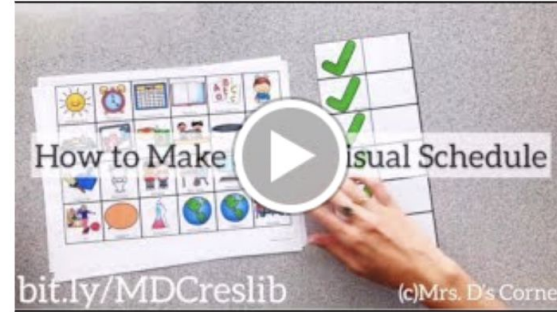 How to Make isual Schedule
bit.ly/MDCreslib
(c)Mrs. D's Corne